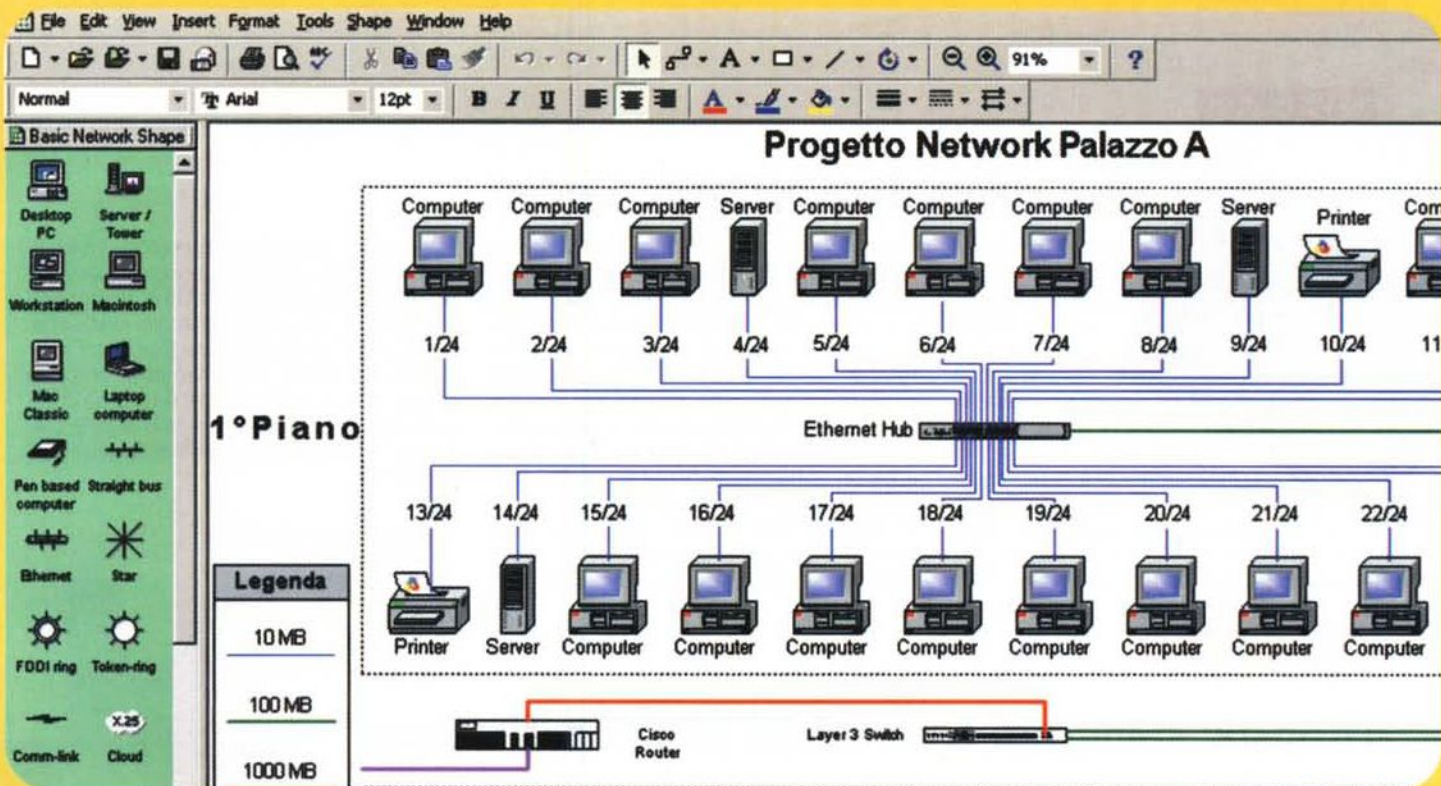 File Edit View Insert Format Tools Shape Window Help
91%
?
Normal
Arial
12pt
B I U
A
Basic Network Shape
Desktop PC
Server / Tower
Workstation
Macintosh
Mac Classic
Laptop computer
Pen based computer
Straight bus
Ethernet
Star
FDDI ring
Token-ring
Comm-link
X.25
Cloud
Progetto Network Palazzo A
Computer Computer Computer Server Computer Computer Computer Computer Server Printer Com
1/24 2/24 3/24 4/24 5/24 6/24 7/24 8/24 9/24 10/24 11
1°Piano
Ethernet Hub
13/24 14/24 15/24 16/24 17/24 18/24 19/24 20/24 21/24 22/24
Printer Server Computer Computer Computer Computer Computer Computer Computer Computer
Legenda
10 MB
100 MB
1000 MB
Cisco Router
Layer 3 Switch